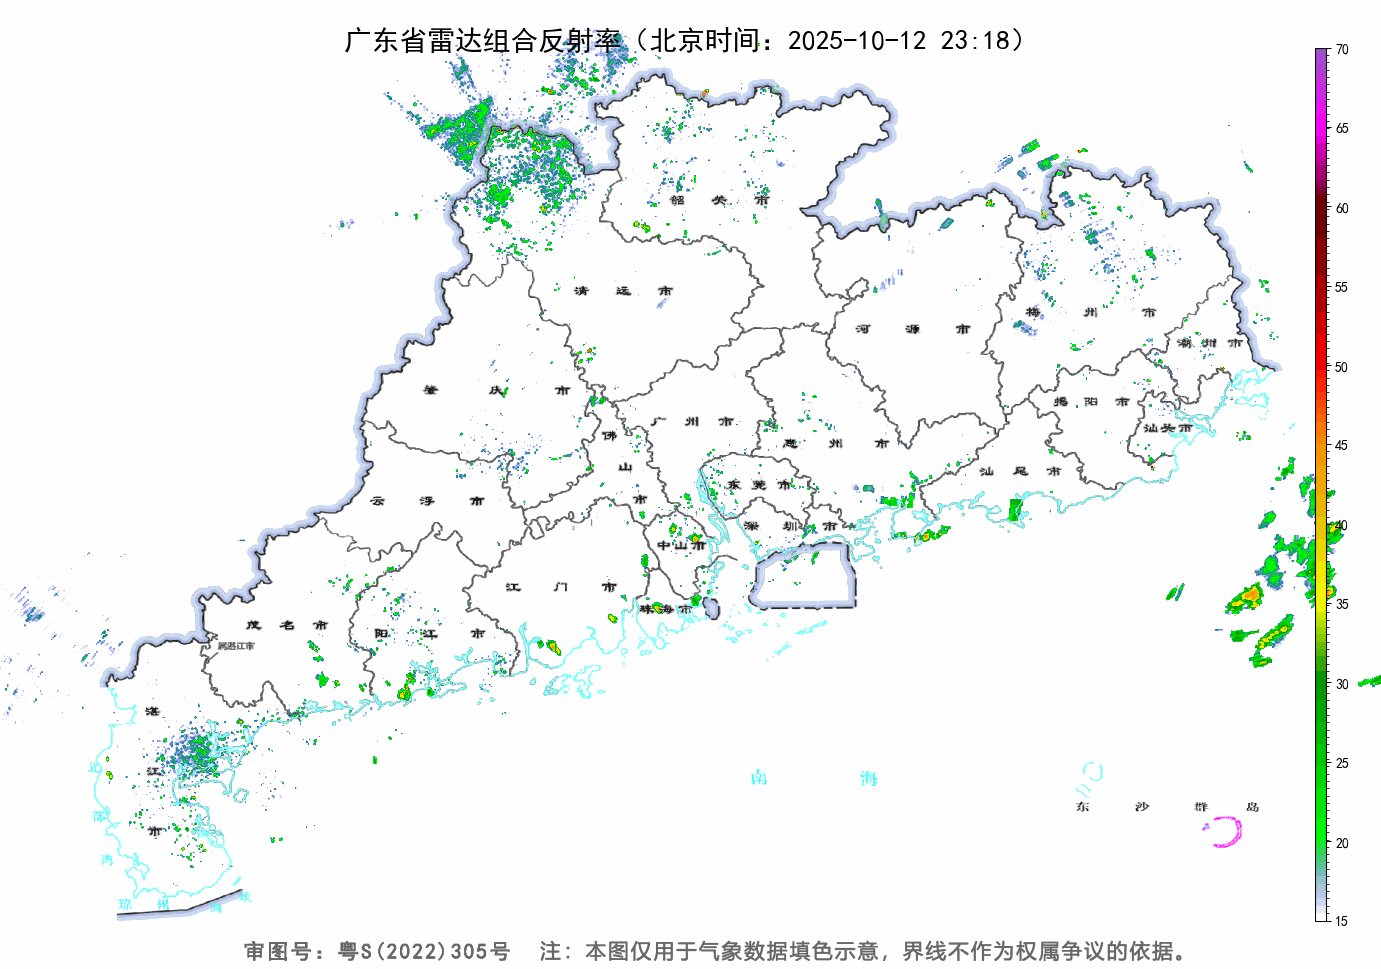 广东省雷达组合反射率（北京时间：2025-10-12 23:18）
70
65
60
55
50
45
40
35
30
25
20
15
韶关市
清远市
河源市
梅州市
潮州市
肇庆市
广州市
佛山市
惠州市
揭阳市
汕头市
汕尾市
云浮市
东莞市
深圳市
中山市
江门市
珠海市
茂名市
阳江市
属湛江市
湛江市
北部湾
南海
东沙群岛
琼州海峡
审图号：粤S(2022)305号 注：本图仅用于气象数据填色示意，界线不作为权属争议的依据。